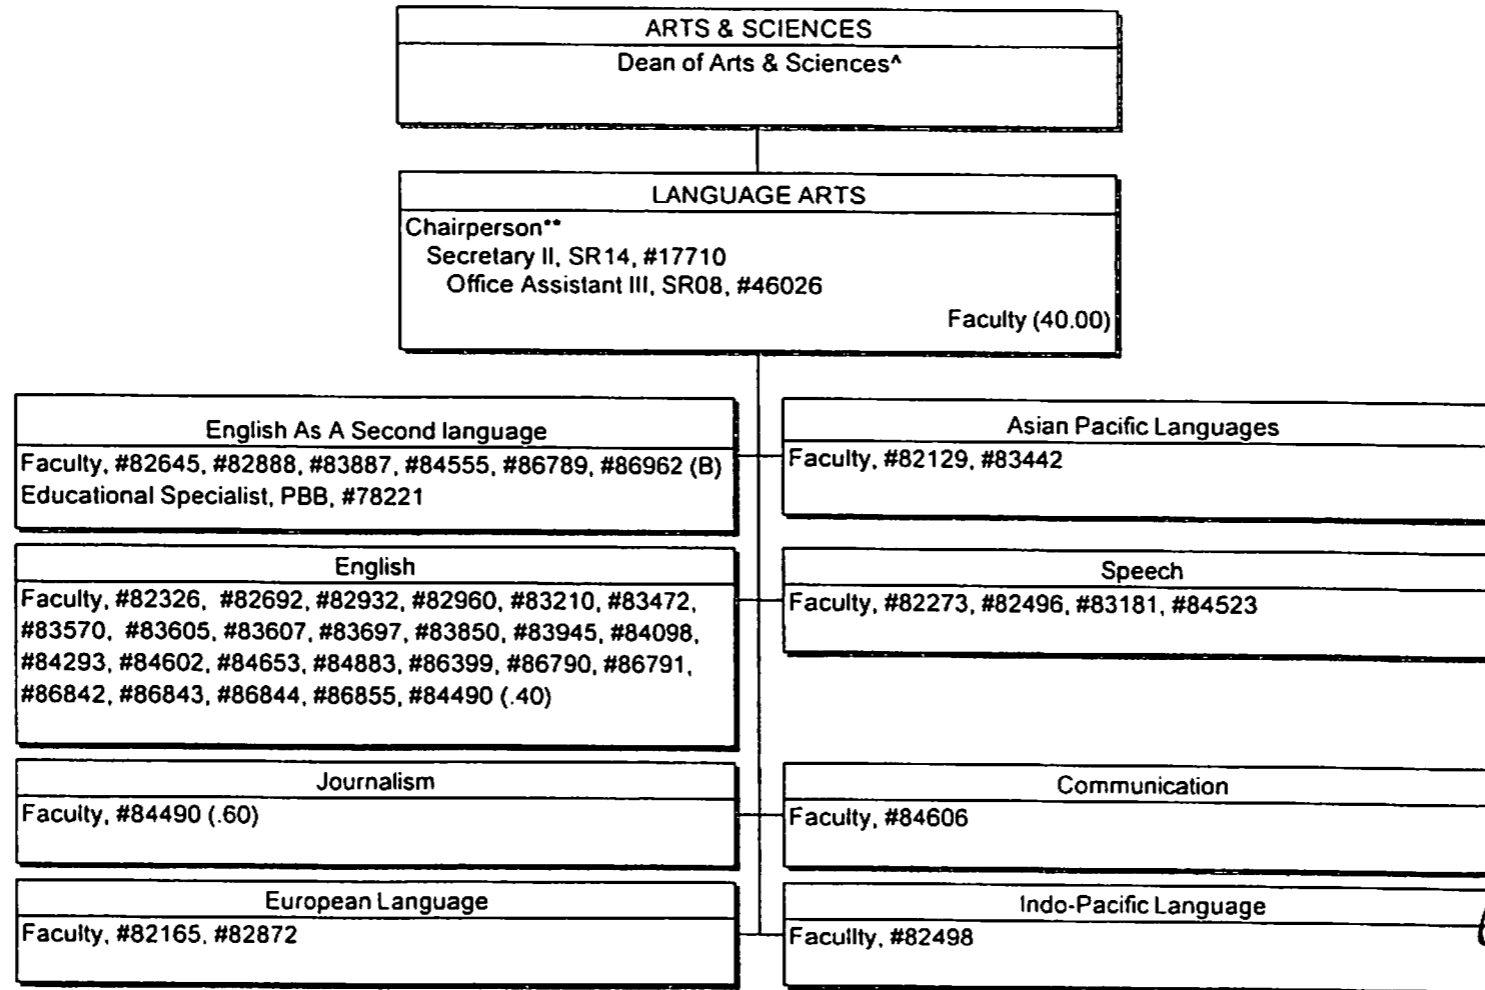 ARTS & SCIENCES
Dean of Arts & Sciences^
LANGUAGE ARTS
Chairperson**
Secretary II, SR14, #17710
Office Assistant III, SR08, #46026
Faculty (40.00)
English As A Second language
Faculty, #82645, #82888, #83887, #84555, #86789, #86962 (B)
Educational Specialist, PBB, #78221
Asian Pacific Languages
Faculty, #82129, #83442
English
Faculty, #82326, #82692, #82932, #82960, #83210, #83472,
#83570, #83605, #83607, #83697, #83850, #83945, #84098,
#84293, #84602, #84653, #84883, #86399, #86790, #86791,
#86842, #86843, #86844, #86855, #84490 (.40)
Speech
Faculty, #82273, #82496, #83181, #84523
Journalism
Faculty, #84490 (.60)
Communication
Faculty, #84606
European Language
Faculty, #82165, #82872
Indo-Pacific Language
Facullty, #82498